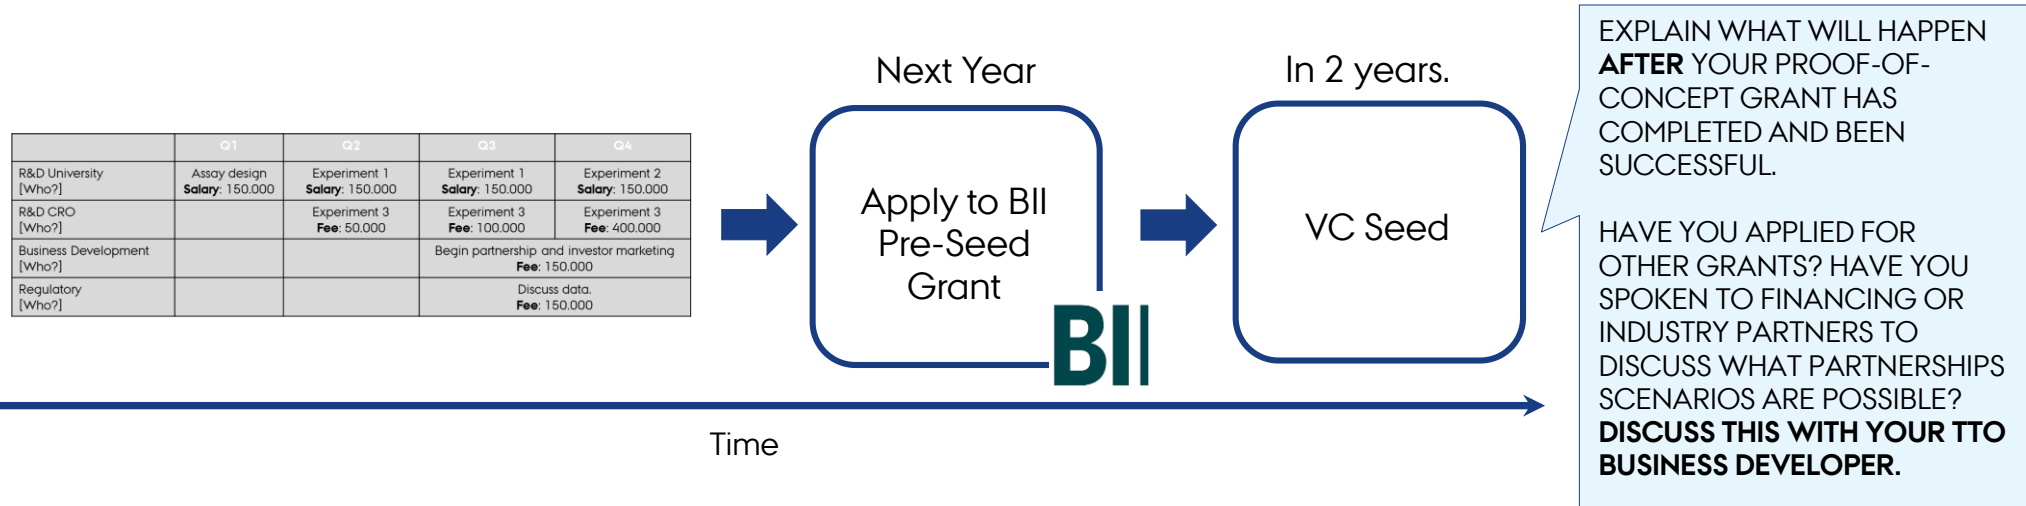 Q1 Q2 Q3 Q4
R&D University
[Who?]
Assay design
Salary: 150.000
Experiment 1
Salary: 150.000
Experiment 1
Salary: 150.000
Experiment 2
Salary: 150.000
R&D CRO
[Who?]
Experiment 3
Fee: 50.000
Experiment 3
Fee: 100.000
Experiment 3
Fee: 400.000
Business Development
[Who?]
Begin partnership and investor marketing
Fee: 150.000
Regulatory
[Who?]
Discuss data.
Fee: 150.000
Next Year
Apply to BII
Pre-Seed
Grant
BII
In 2 years.
VC Seed
Time
EXPLAIN WHAT WILL HAPPEN
AFTER YOUR PROOF-OF-
CONCEPT GRANT HAS
COMPLETED AND BEEN
SUCCESSFUL.
HAVE YOU APPLIED FOR
OTHER GRANTS? HAVE YOU
SPOKEN TO FINANCING OR
INDUSTRY PARTNERS TO
DISCUSS WHAT PARTNERSHIPS
SCENARIOS ARE POSSIBLE?
DISCUSS THIS WITH YOUR TTO
BUSINESS DEVELOPER.